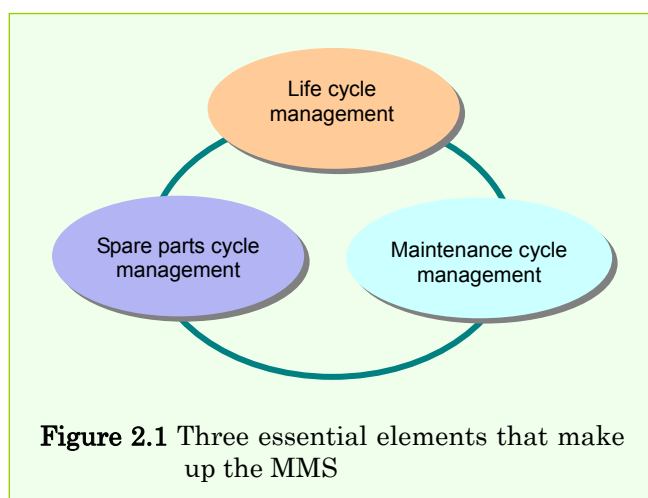 Life cycle
management
Spare parts cycle
management
Maintenance cycle
management
Figure 2.1 Three essential elements that make
up the MMS